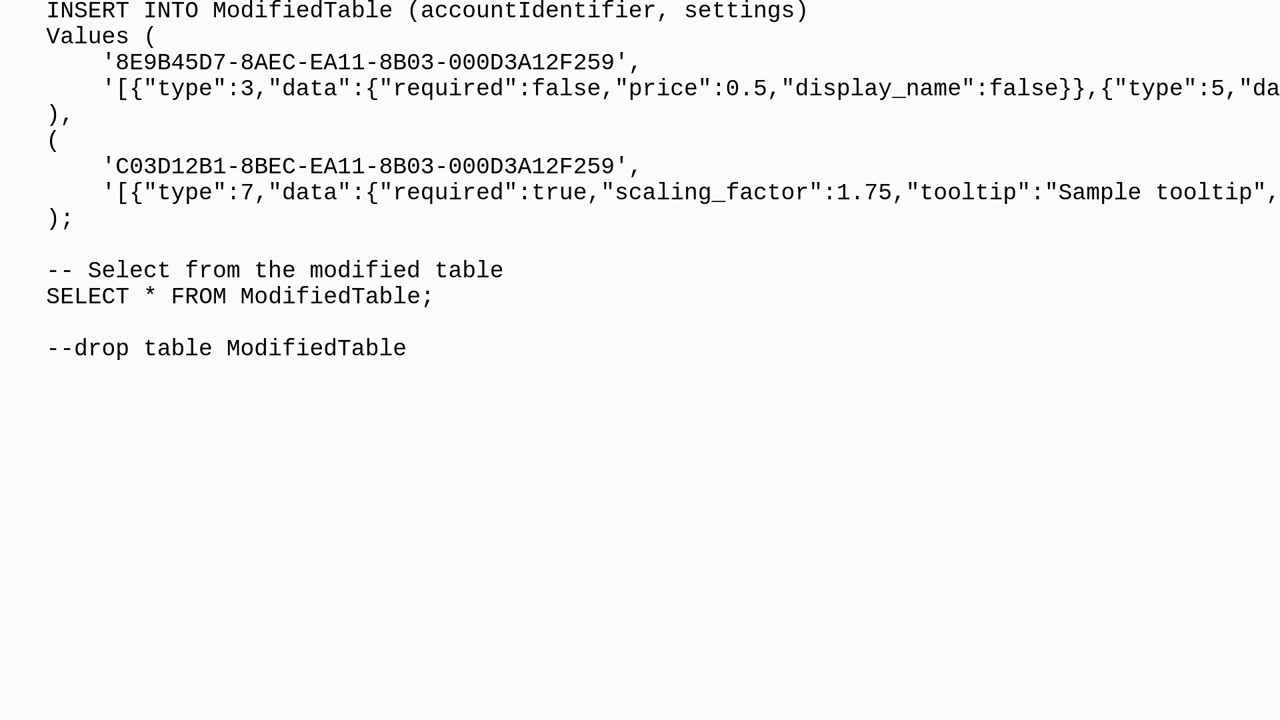 INSERT INTO ModifiedTable (accountIdentifier, settings)
Values (
    '8E9B45D7-8AEC-EA11-8B03-000D3A12F259',
    '[{"type":3,"data":{"required":false,"price":0.5,"display_name":false}},{"type":5,"da
),
(
    'C03D12B1-8BEC-EA11-8B03-000D3A12F259',
    '[{"type":7,"data":{"required":true,"scaling_factor":1.75,"tooltip":"Sample tooltip",
);
-- Select from the modified table
SELECT * FROM ModifiedTable;
--drop table ModifiedTable